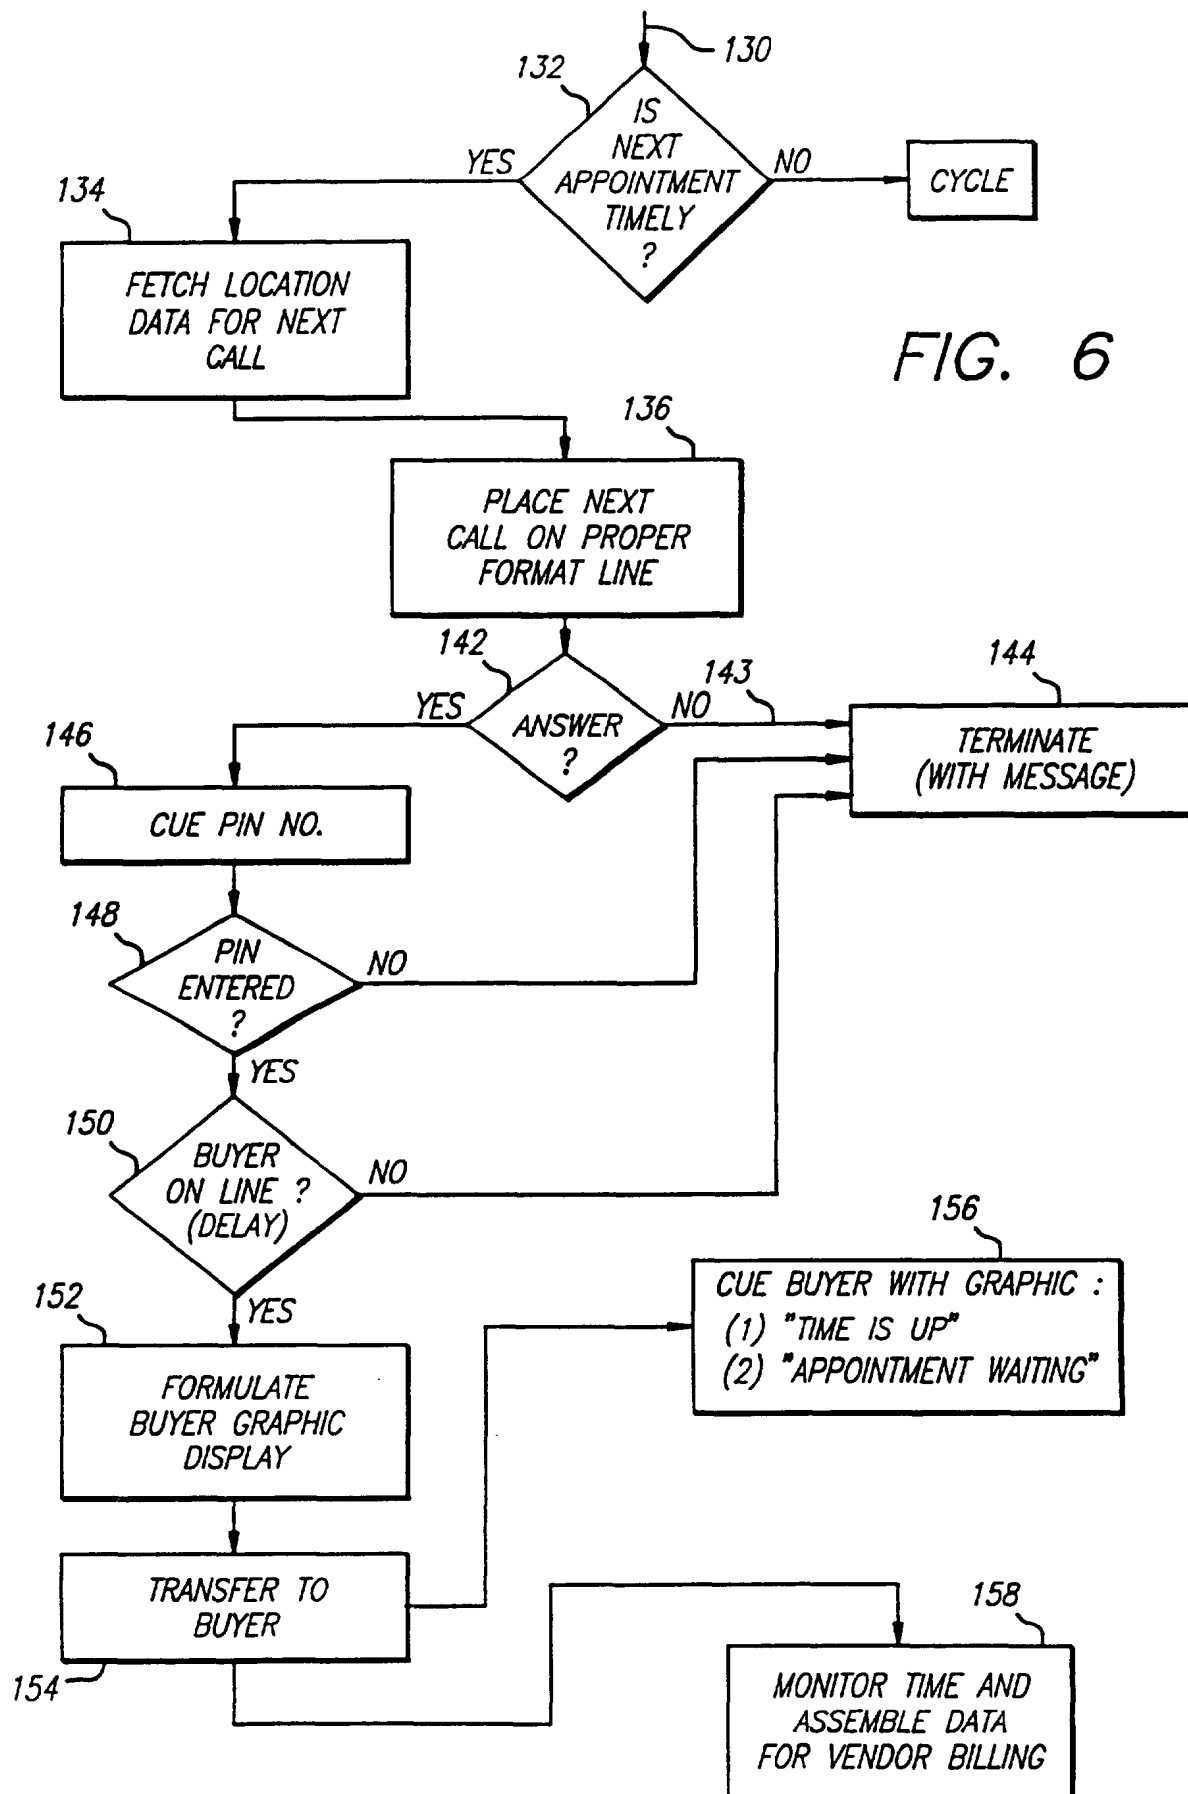 130
132
IS
NEXT
APPOINTMENT
TIMELY
?
YES
NO
CYCLE
134
FETCH LOCATION
DATA FOR NEXT
CALL
FIG. 6
136
PLACE NEXT
CALL ON PROPER
FORMAT LINE
142
YES
ANSWER
?
NO
143
144
TERMINATE
(WITH MESSAGE)
146
CUE PIN NO.
148
PIN
ENTERED
?
NO
YES
150
BUYER
ON LINE ?
(DELAY)
NO
YES
152
FORMULATE
BUYER GRAPHIC
DISPLAY
156
CUE BUYER WITH GRAPHIC :
(1) "TIME IS UP"
(2) "APPOINTMENT WAITING"
TRANSFER TO
BUYER
154
158
MONITOR TIME AND
ASSEMBLE DATA
FOR VENDOR BILLING